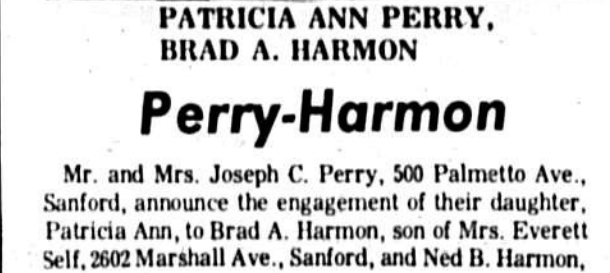 PATRICIA ANN PERRY,
BRAD A. HARMON
Perry-Harmon
Mr. and Mrs. Joseph C. Perry, 500 Palmetto Ave.,
Sanford, announce the engagement of their daughter,
Patricia Ann, to Brad A. Harmon, son of Mrs. Everett
Self, 2602 Marshall Ave., Sanford, and Ned B. Harmon,